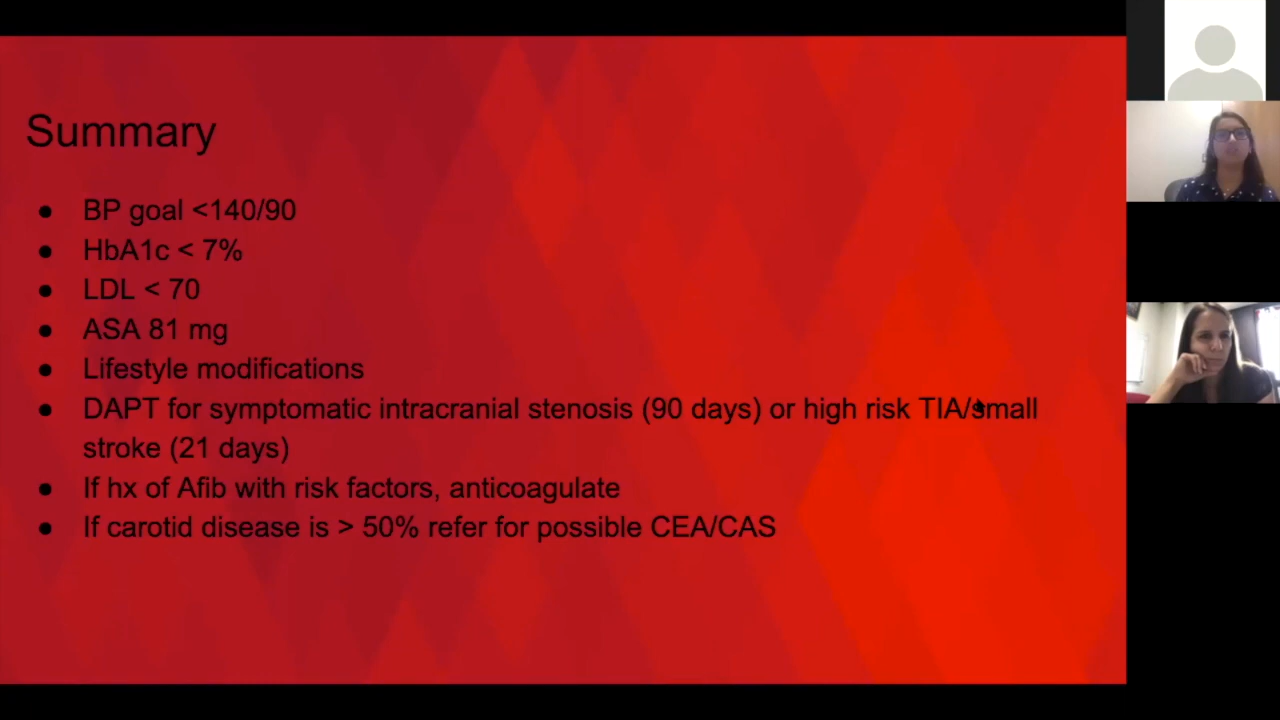 Summary
● BP goal <140/90
● HbA1c < 7%
● LDL < 70
● ASA 81 mg
● Lifestyle modifications
● DAPT for symptomatic intracranial stenosis (90 days) or high risk TIA/small
stroke (21 days)
● If hx of Afib with risk factors, anticoagulate
● If carotid disease is > 50% refer for possible CEA/CAS